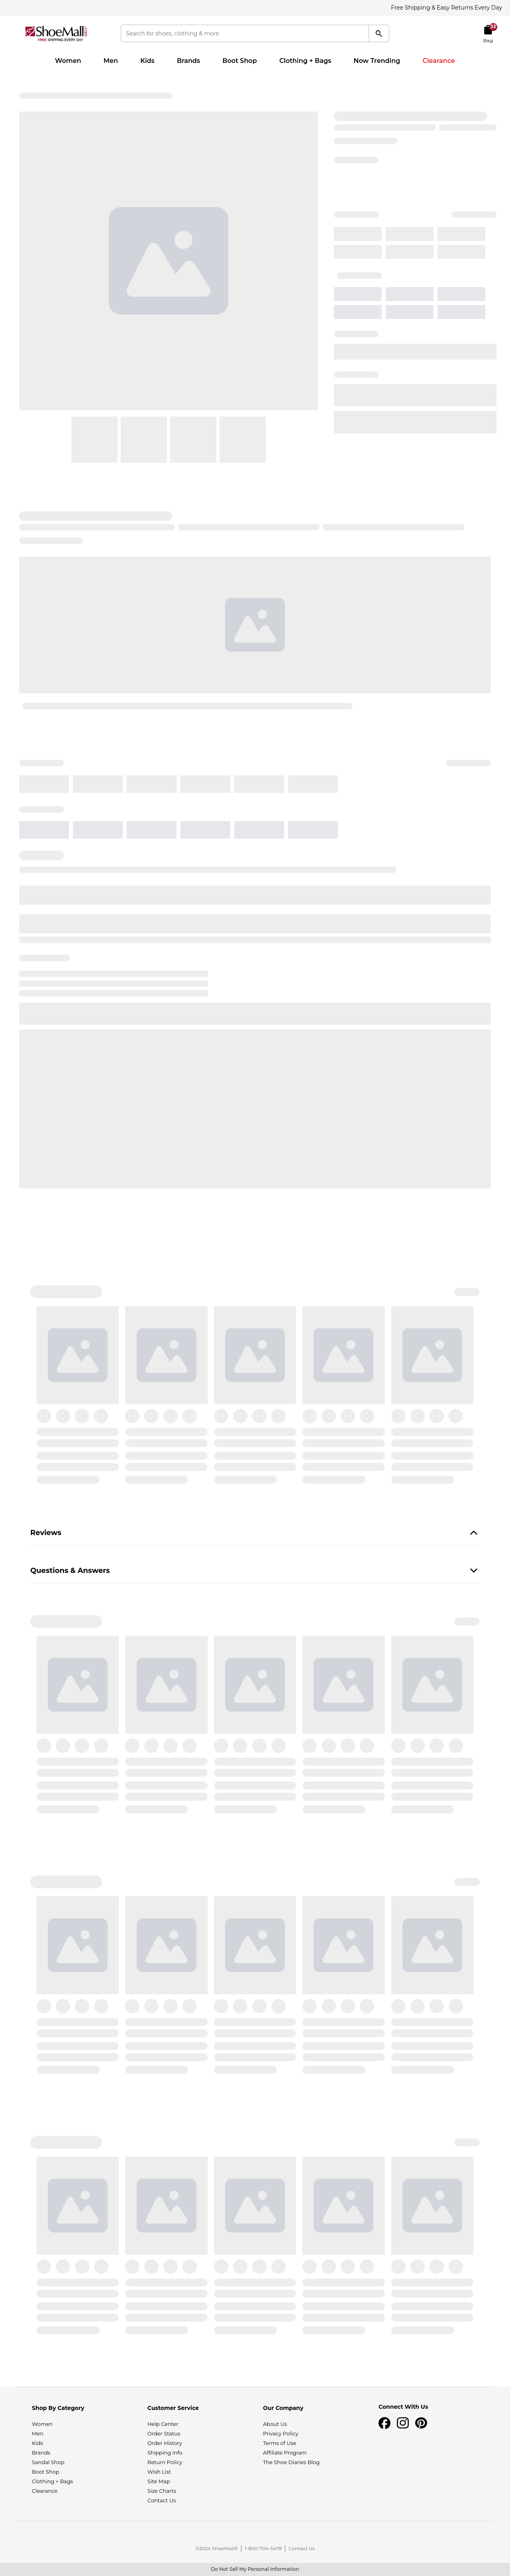 Free Shipping & Easy Returns Every Day
ShoeMall
FREE SHIPPING EVERY DAY
Search for shoes, clothing & more
33
Bag
Women Men Kids Brands Boot Shop Clothing + Bags Now Trending Clearance
Reviews
Questions & Answers
Shop By Category
Women
Men
Kids
Brands
Sandal Shop
Boot Shop
Clothing + Bags
Clearance
Customer Service
Help Center
Order Status
Order History
Shipping Info
Return Policy
Wish List
Site Map
Size Charts
Contact Us
Our Company
About Us
Privacy Policy
Terms of Use
Affiliate Program
The Shoe Diaries Blog
Connect With Us
©2024 ShoeMall® | 1-800-704-5478 | Contact Us
Do Not Sell My Personal Information